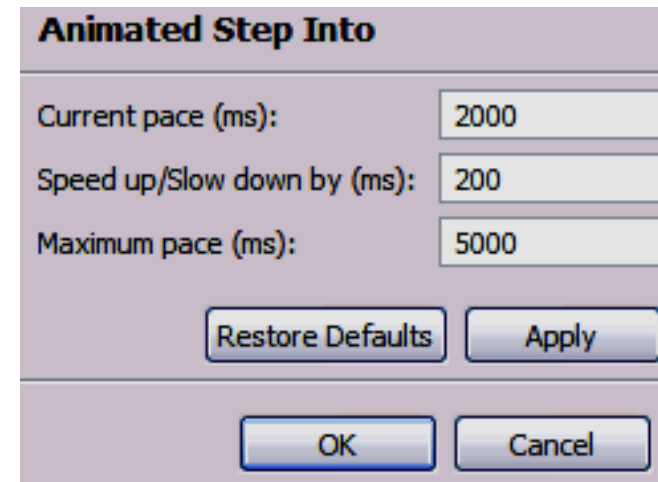 Animated Step Into
Current pace (ms): 2000
Speed up/Slow down by (ms): 200
Maximum pace (ms): 5000
Restore Defaults Apply
OK Cancel